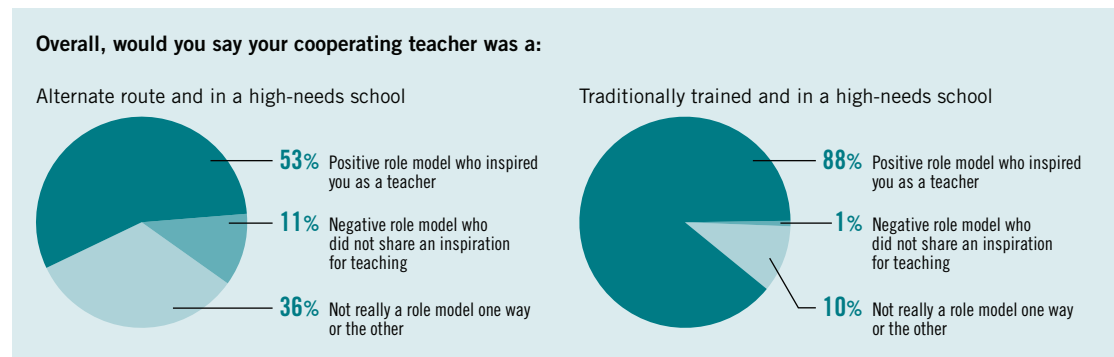 Overall, would you say your cooperating teacher was a:
Alternate route and in a high-needs school
53% Positive role model who inspired
you as a teacher
11% Negative role model who
did not share an inspiration
for teaching
36% Not really a role model one way
or the other
Traditionally trained and in a high-needs school
88% Positive role model who inspired
you as a teacher
1% Negative role model who
did not share an inspiration
for teaching
10% Not really a role model one way
or the other